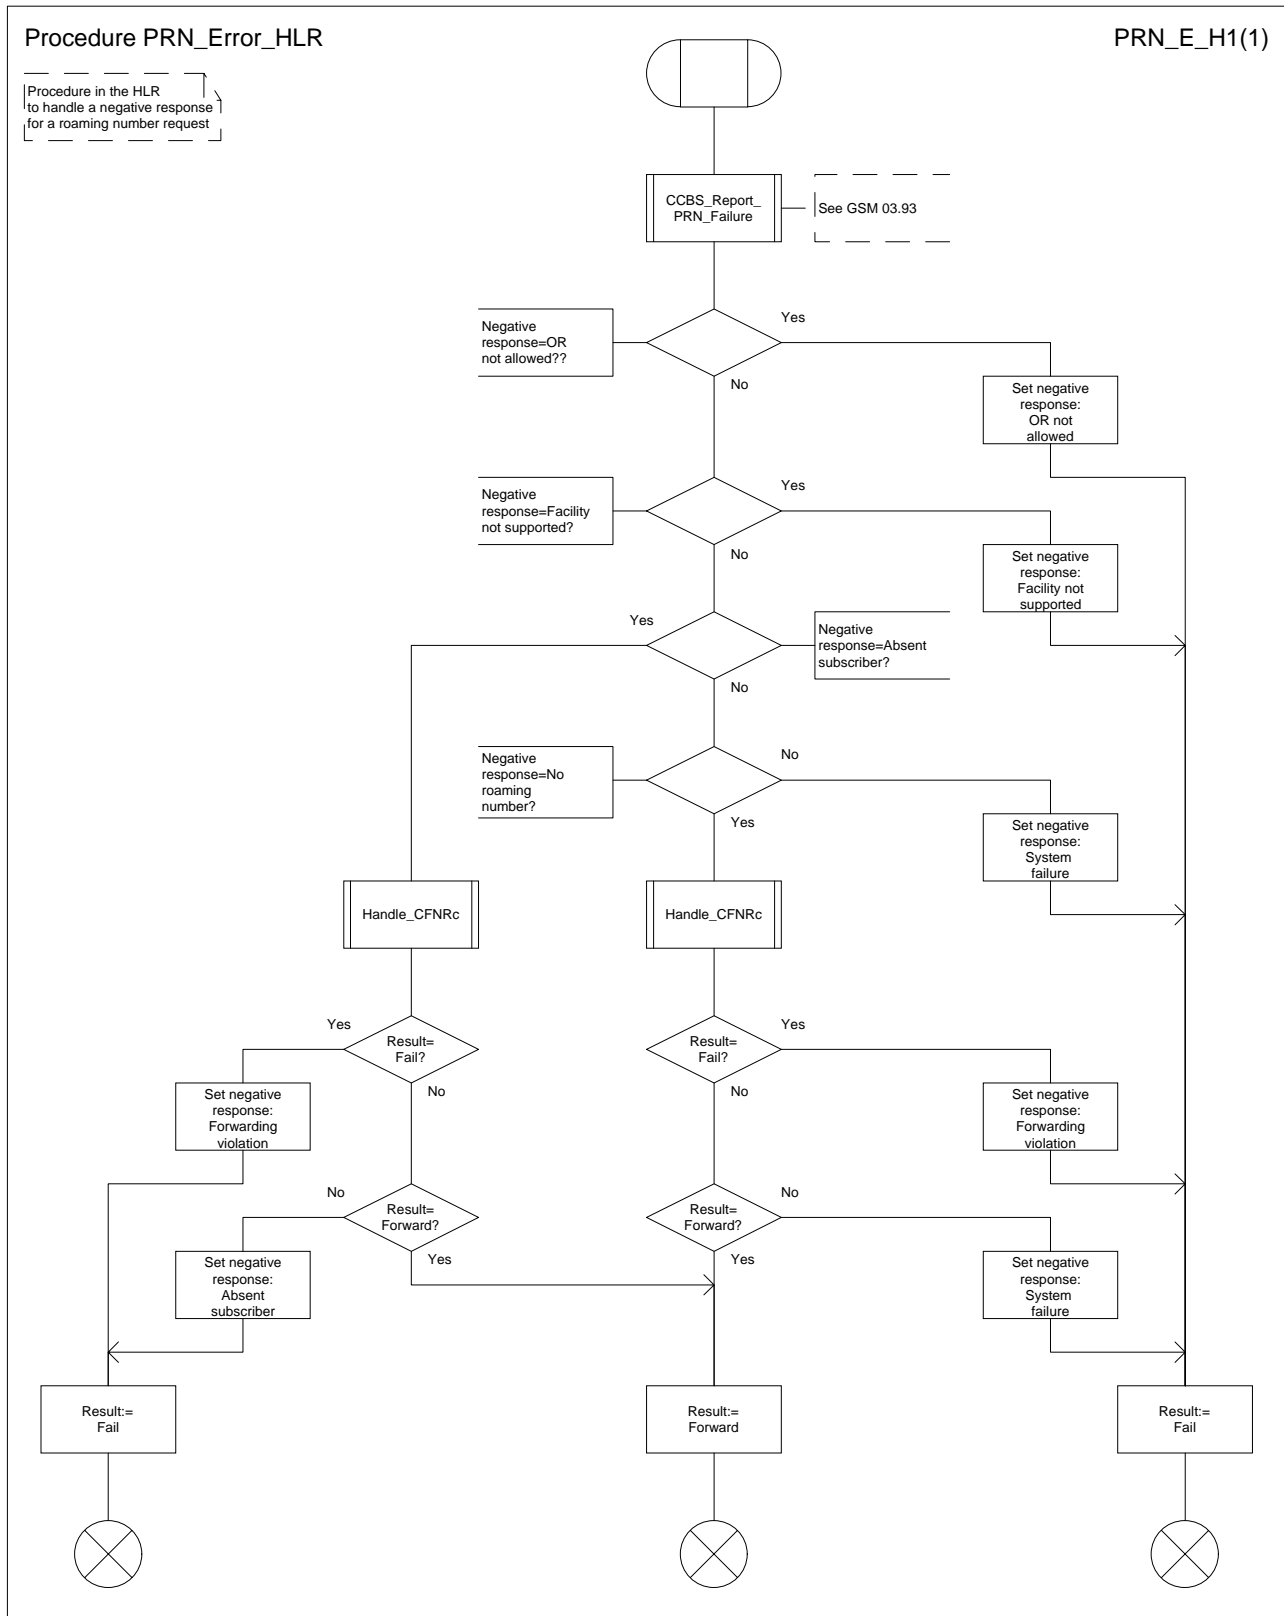 Procedure PRN_Error_HLR
PRN_E_H1(1)
Procedure in the HLR
to handle a negative response
for a roaming number request
CCBS_Report_
PRN_Failure
See GSM 03.93
Negative
response=OR
not allowed??
Yes
No
Set negative
response:
OR not
allowed
Negative
response=Facility
not supported?
Yes
No
Set negative
response:
Facility not
supported
Yes
Negative
response=Absent
subscriber?
No
Negative
response=No
roaming
number?
No
Yes
Set negative
response:
System
failure
Handle_CFNRc
Handle_CFNRc
Yes
Result=
Fail?
No
Result=
Fail?
Yes
No
Set negative
response:
Forwarding
violation
Set negative
response:
Forwarding
violation
No
Result=
Forward?
Yes
Result=
Forward?
No
Yes
Set negative
response:
Absent
subscriber
Set negative
response:
System
failure
Result:=
Fail
Result:=
Forward
Result:=
Fail